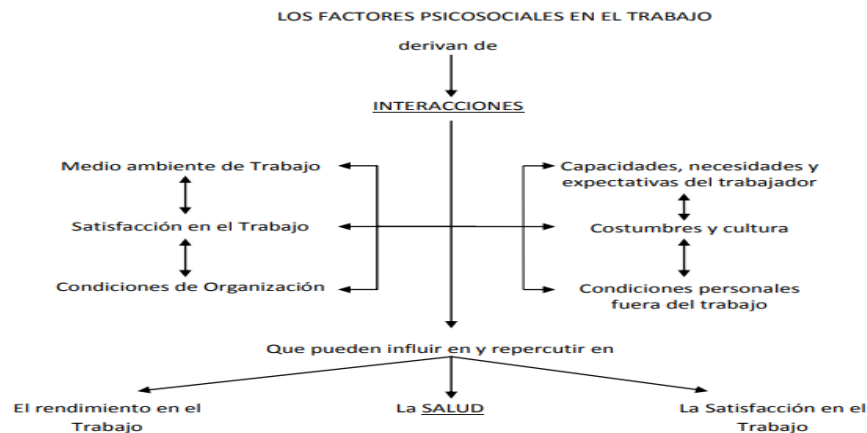 LOS FACTORES PSICOSOCIALES EN EL TRABAJO
derivan de
INTERACCIONES
Medio ambiente de Trabajo
Capacidades, necesidades y
expectativas del trabajador
Satisfacción en el Trabajo
Costumbres y cultura
Condiciones de Organización
Condiciones personales
fuera del trabajo
Que pueden influir en y repercutir en
El rendimiento en el
Trabajo
La SALUD
La Satisfacción en el
Trabajo